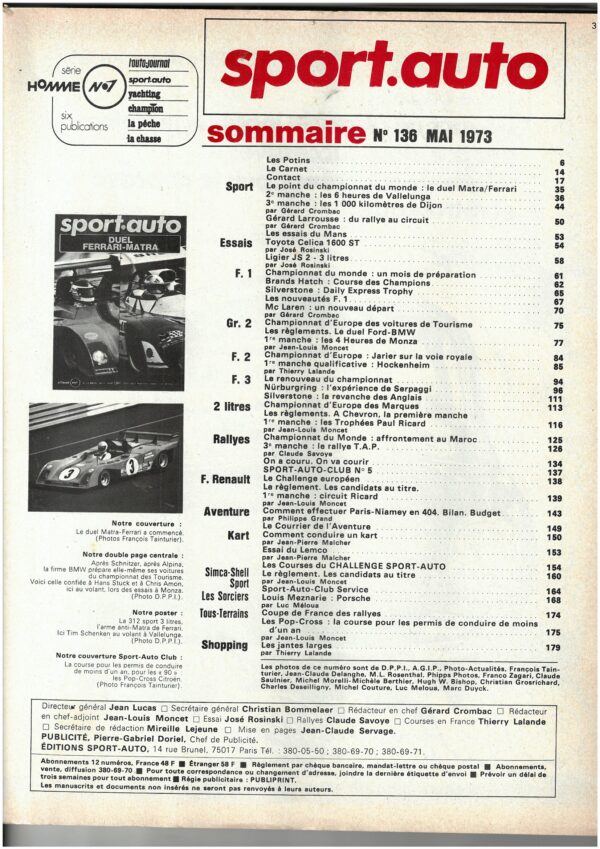 3
série
HOMME N°7
six
publications
l'auto-journal
sport.auto
yachting
champion
la pêche
la chasse
sport.auto
sommaire N° 136 MAI 1973
Les Potins 6
Le Carnet 14
Contact 17
Sport Le point du championnat du monde : le duel Matra/Ferrari 35
2e manche : les 6 heures de Vallelunga 36
3e manche : les 1 000 kilomètres de Dijon 44
par Gérard Crombac
Gérard Larrousse : du rallye au circuit 50
par Gérard Crombac
Les essais du Mans 53
Essais Toyota Celica 1600 ST 54
par José Rosinski
Ligier JS 2 - 3 litres 58
par José Rosinski
F. 1 Championnat du monde : un mois de préparation 61
Brands Hatch : Course des Champions 62
Silverstone : Daily Express Trophy 65
Les nouveautés F. 1 67
Mc Laren : un nouveau départ 70
par Gérard Crombac
Gr. 2 Championnat d'Europe des voitures de Tourisme 75
Les règlements. Le duel Ford-BMW
1re manche : les 4 Heures de Monza 77
par Jean-Louis Moncet
F. 2 Championnat d'Europe : Jarier sur la voie royale 84
1re manche qualificative : Hockenheim 85
par Thierry Lalande
F. 3 Le renouveau du championnat 94
Nürburgring : l'expérience de Serpaggi 96
Silverstone : la revanche des Anglais 111
2 litres Championnat d'Europe des Marques 113
Les règlements. A Chevron, la première manche
1re manche : les Trophées Paul Ricard 116
par Jean-Louis Moncet
Rallyes Championnat du Monde : affrontement au Maroc 125
3e manche : le rallye T.A.P. 126
par Claude Savoye
On a couru. On va courir 134
SPORT-AUTO-CLUB N° 5 137
F. Renault Le Challenge européen 138
Le règlement. Les candidats au titre.
1re manche : circuit Ricard 139
par Jean-Louis Moncet
Aventure Comment effectuer Paris-Niamey en 404. Bilan. Budget 143
par Philippe Grand
Le Courrier de l'Aventure 149
Kart Comment conduire un kart 150
par Jean-Pierre Malcher
Essai du Lemco 153
par Jean-Pierre Malcher
Les Courses du CHALLENGE SPORT-AUTO 154
Simca-Shell Le règlement. Les candidats au titre 160
Sport par Jean-Louis Moncet
Sport-Auto-Club Service 164
Les Sorciers Louis Meznarie : Porsche 168
par Luc Méloua
Tous-Terrains Coupe de France des rallyes 174
Les Pop-Cross : la course pour les permis de conduire de moins
d'un an 175
par Jean-Louis Moncet
Shopping Les jantes larges 179
par Thierry Lalande
sport-auto
DUEL
FERRARI-MATRA
3
Notre couverture :
Le duel Matra-Ferrari a commencé.
(Photos François Tainturier).
Notre double page centrale :
Après Schnitzer, après Alpina,
la firme BMW prépare elle-même ses voitures
du championnat des Tourisme.
Voici celle confiée à Hans Stuck et à Chris Amon,
ici au volant, lors des essais à Monza.
(Photo D.P.P.I.).
Notre poster :
La 312 sport 3 litres,
l'arme anti-Matra de Ferrari.
Ici Tim Schenken au volant à Vallelunga.
(Photo D.P.P.I.).
Notre couverture Sport-Auto Club :
La course pour les permis de conduire
de moins d'un an, pour les « 90 » :
les Pop-Cross Citroën.
(Photo François Tainturier).
Les photos de ce numéro sont de D.P.P.I., A.G.I.P., Photo-Actualités, François Tain-
turier, Jean-Claude Delanghe, M.L. Rosenthal, Phipps Photos, Franco Zagari, Claude
Saulnier, Michel Morelli-Michèle Berthier, Hugh W. Bishop, Christian Grosrichard,
Charles Deseilligny, Michel Couture, Luc Meloua, Marc Duyck.
Directeur général Jean Lucas □ Secrétaire général Christian Bommelaer □ Rédacteur en chef Gérard Crombac □ Rédacteur
en chef-adjoint Jean-Louis Moncet □ Essai José Rosinski □ Rallyes Claude Savoye □ Courses en France Thierry Lalande
□ Secrétaire de rédaction Mireille Lejeune □ Mise en pages Jean-Claude Servage.
PUBLICITÉ, Pierre-Gabriel Doriel, Chef de Publicité.
ÉDITIONS SPORT-AUTO, 14 rue Brunel, 75017 Paris Tél. : 380-05-50 ; 380-69-70 ; 380-69-71.
Abonnements 12 numéros, France 48 F ■ Étranger 58 F ■ Règlement par chèque bancaire, mandat-lettre ou chèque postal ■ Abonnements,
vente, diffusion 380-69-70 ■ Pour toute correspondance ou changement d'adresse, joindre la dernière étiquette d'envoi ■ Prévoir un délai de
trois semaines pour tout abonnement ■ Régie publicitaire : PUBLIPRINT.
Les manuscrits et documents non insérés ne seront pas renvoyés à leurs auteurs.